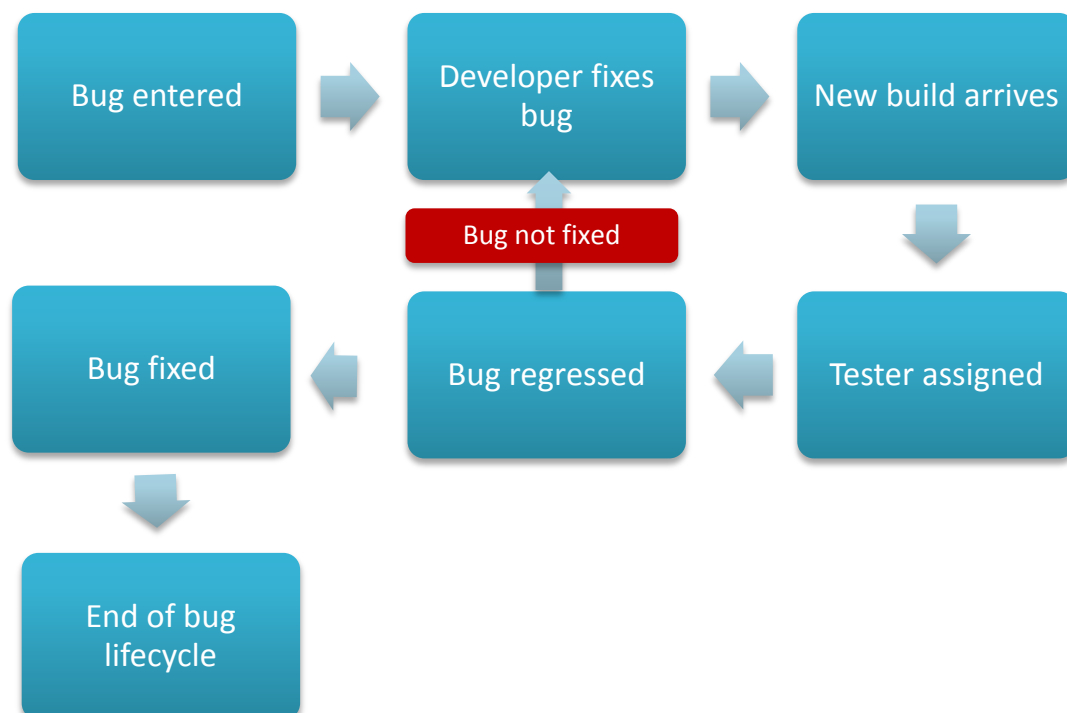 Bug entered
Developer fixes
bug
New build arrives
Bug not fixed
Bug fixed
Bug regressed
Tester assigned
End of bug
lifecycle